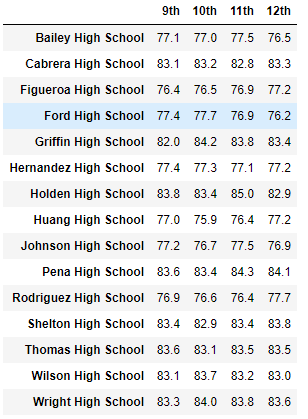 9th 10th 11th 12th
Bailey High School 77.1 77.0 77.5 76.5
Cabrera High School 83.1 83.2 82.8 83.3
Figueroa High School 76.4 76.5 76.9 77.2
Ford High School 77.4 77.7 76.9 76.2
Griffin High School 82.0 84.2 83.8 83.4
Hernandez High School 77.4 77.3 77.1 77.2
Holden High School 83.8 83.4 85.0 82.9
Huang High School 77.0 75.9 76.4 77.2
Johnson High School 77.2 76.7 77.5 76.9
Pena High School 83.6 83.4 84.3 84.1
Rodriguez High School 76.9 76.6 76.4 77.7
Shelton High School 83.4 82.9 83.4 83.8
Thomas High School 83.6 83.1 83.5 83.5
Wilson High School 83.1 83.7 83.2 83.0
Wright High School 83.3 84.0 83.8 83.6